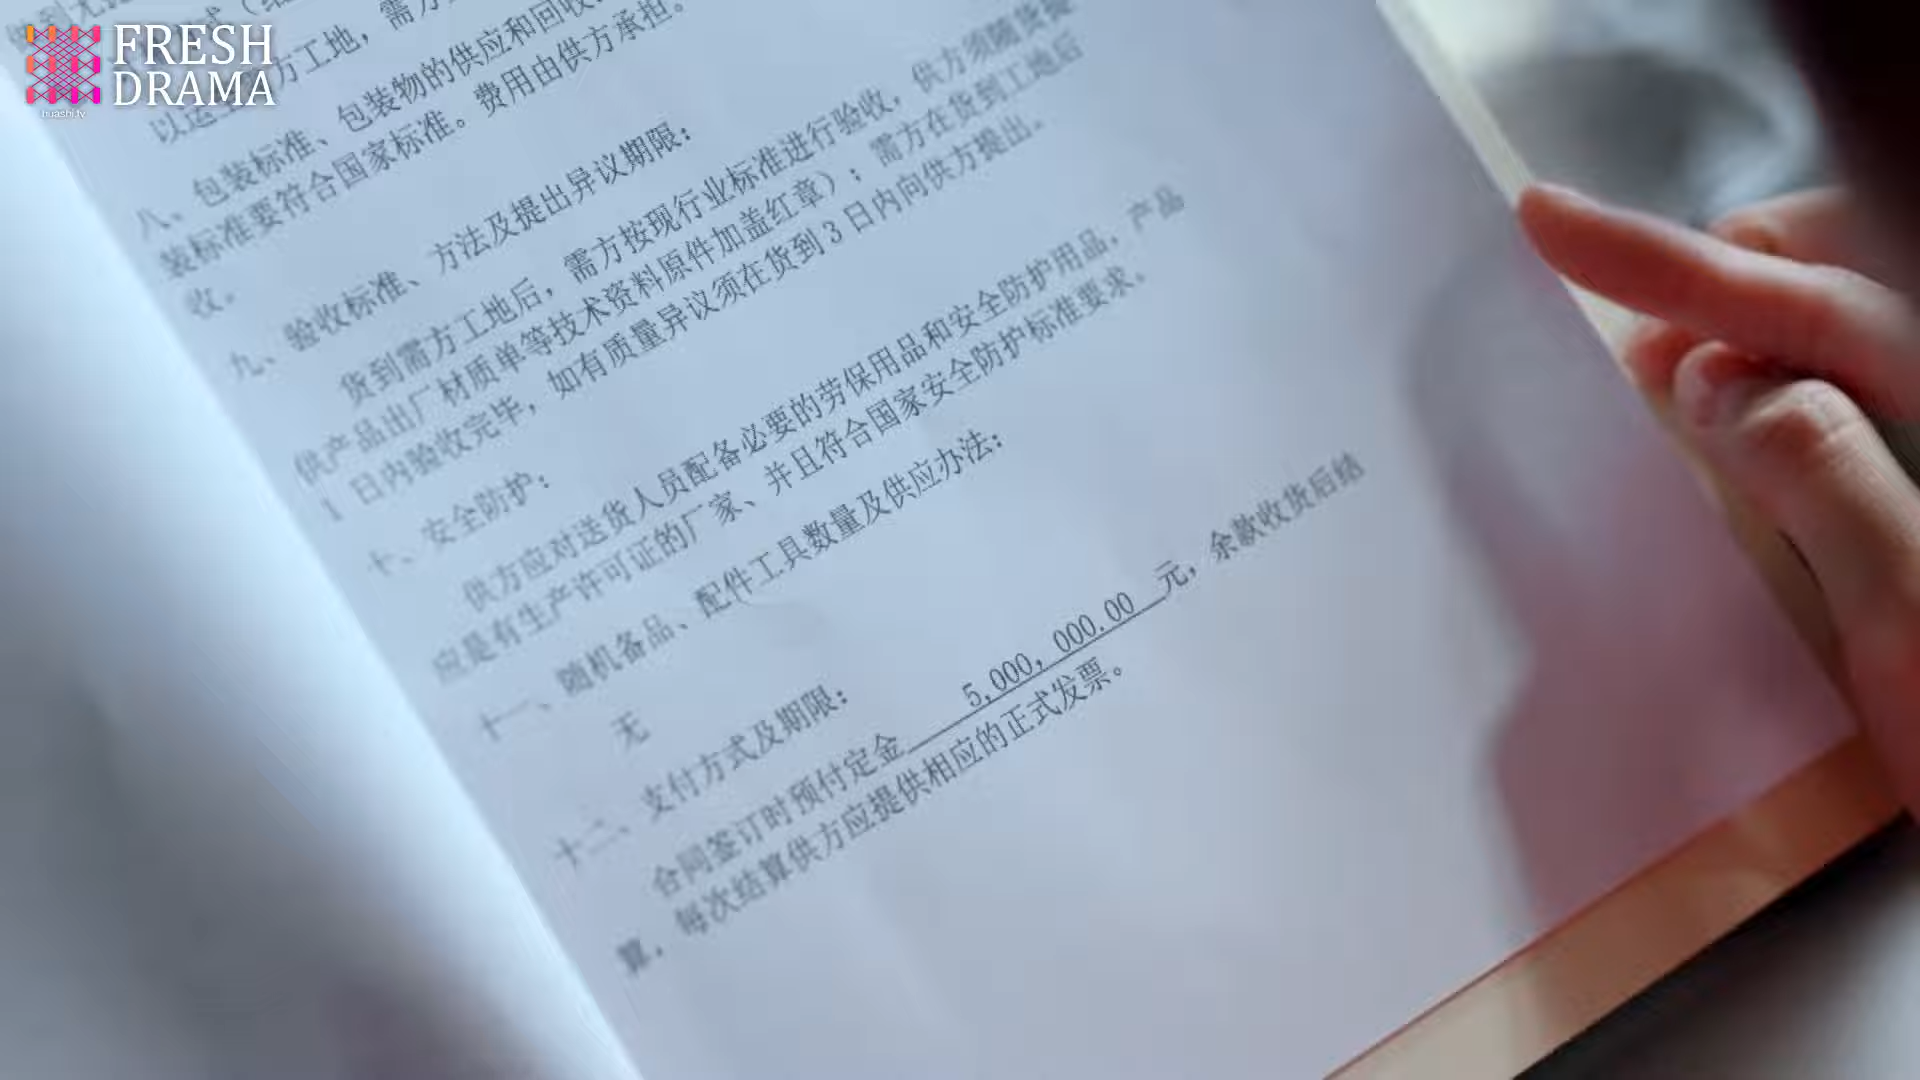 FRESH
DRAMA
huashi.tv
以运至需方工地，需方
八、包装标准、包装物的供应和回收
装标准要符合国家标准。费用由供方承担。
收。
九、验收标准、方法及提出异议期限：
货到需方工地后，需方按现行业标准进行验收，供方须随货提
供产品出厂材质单等技术资料原件加盖红章）；需方在货到工地后
1 日内验收完毕，如有质量异议须在货到 3 日内向供方提出。
十、安全防护：
供方应对送货人员配备必要的劳保用品和安全防护用品，产品
应是有生产许可证的厂家、并且符合国家安全防护标准要求。
十一、随机备品、配件工具数量及供应办法：
无
十二、支付方式及期限：
合同签订时预付定金 5,000，000.00 元，余款收货后结
算，每次结算供方应提供相应的正式发票。